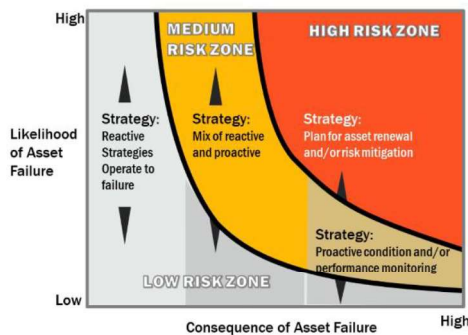 High
MEDIUM
RISK ZONE
HIGH RISK ZONE
Likelihood
of Asset
Failure
Strategy:
Reactive
Strategies
Operate to
failure
Strategy:
Mix of reactive
and proactive
Strategy:
Plan for asset renewal
and/or risk mitigation
Strategy:
Proactive condition and/or
performance monitoring
LOW RISK ZONE
Low
High
Consequence of Asset Failure